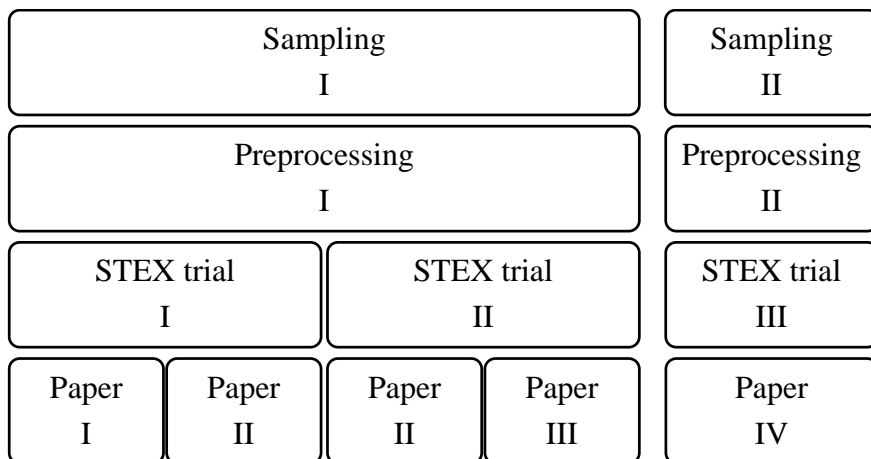 Sampling
I
Sampling
II
Preprocessing
I
Preprocessing
II
STEX trial
I
STEX trial
II
STEX trial
III
Paper
I
Paper
II
Paper
II
Paper
III
Paper
IV